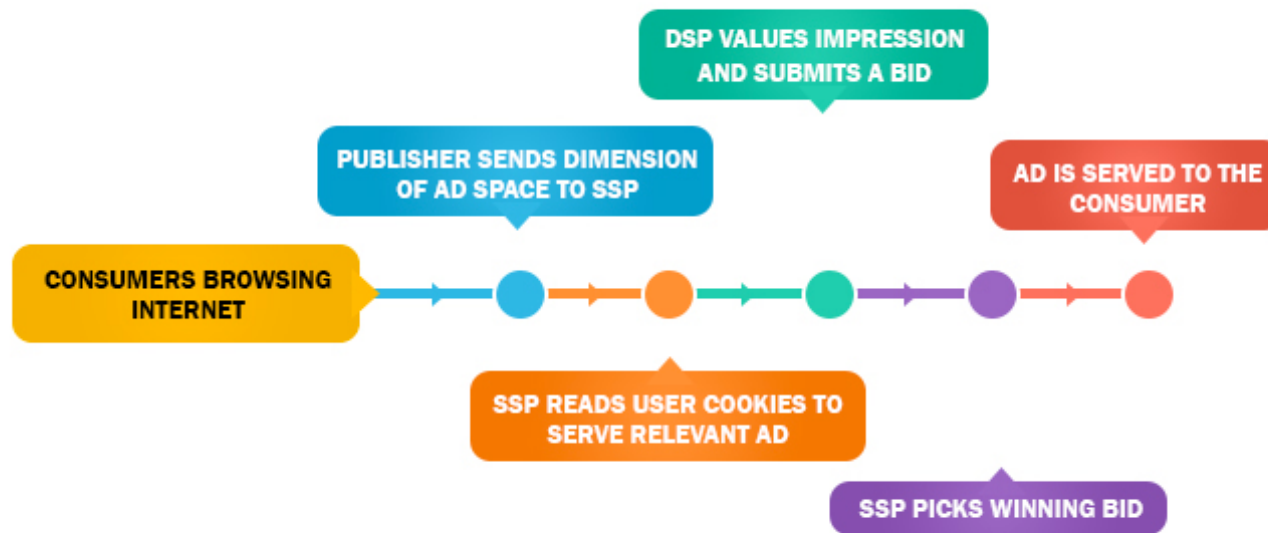 CONSUMERS BROWSING
INTERNET
PUBLISHER SENDS DIMENSION
OF AD SPACE TO SSP
SSP READS USER COOKIES TO
SERVE RELEVANT AD
DSP VALUES IMPRESSION
AND SUBMITS A BID
SSP PICKS WINNING BID
AD IS SERVED TO THE
CONSUMER